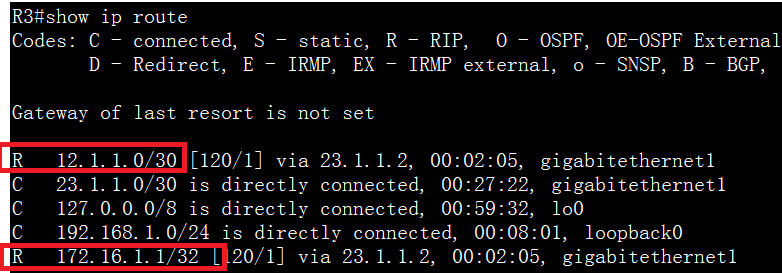 R3#show ip route
Codes: C - connected, S - static, R - RIP,  O - OSPF, OE-OSPF External
       D - Redirect, E - IRMP, EX - IRMP external, o - SNSP, B - BGP,
Gateway of last resort is not set
R   12.1.1.0/30 [120/1] via 23.1.1.2, 00:02:05, gigabitethernet1
C   23.1.1.0/30 is directly connected, 00:27:22, gigabitethernet1
C   127.0.0.0/8 is directly connected, 00:59:32, lo0
C   192.168.1.0/24 is directly connected, 00:08:01, loopback0
R   172.16.1.1/32 [120/1] via 23.1.1.2, 00:02:05, gigabitethernet1